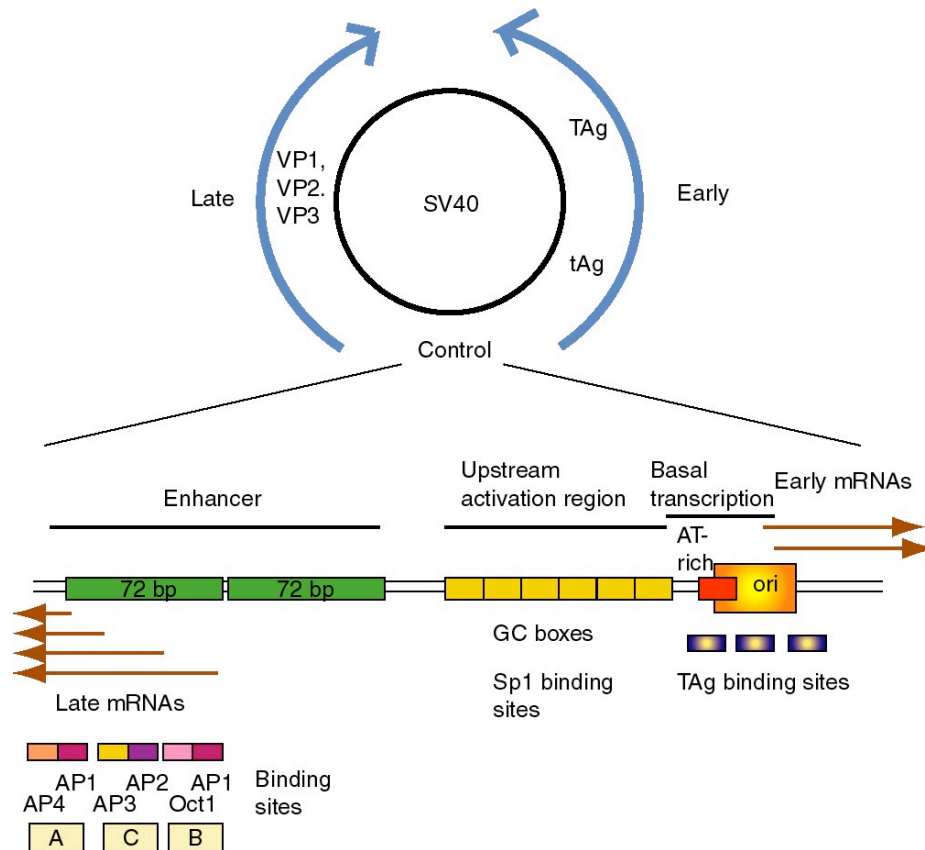 TAg
VP1,
VP2.
VP3
Late
SV40
Early
tAg
Control
Enhancer
Upstream
activation region
Basal
transcription
Early mRNAs
AT-
rich
72 bp
72 bp
ori
GC boxes
Sp1 binding
sites
TAg binding sites
Late mRNAs
AP1 AP2 AP1
AP4 AP3 Oct1
Binding
sites
A C B